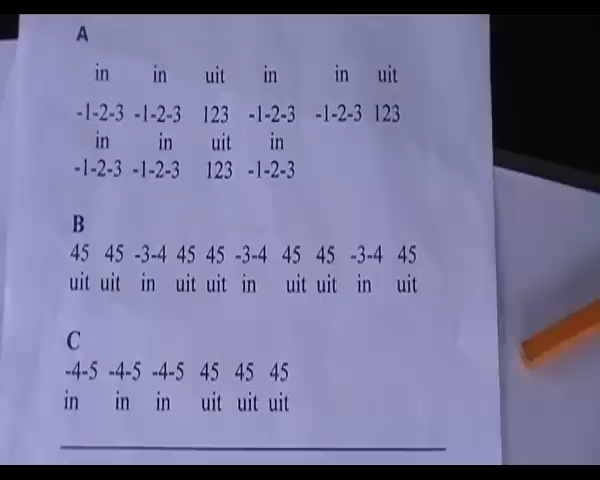 A
in in uit in in uit
-1-2-3 -1-2-3 123 -1-2-3 -1-2-3 123
in in uit in
-1-2-3 -1-2-3 123 -1-2-3
B
45 45 -3-4 45 45 -3-4 45 45 -3-4 45
uit uit in uit uit in uit uit in uit
C
-4-5 -4-5 -4-5 45 45 45
in in in uit uit uit